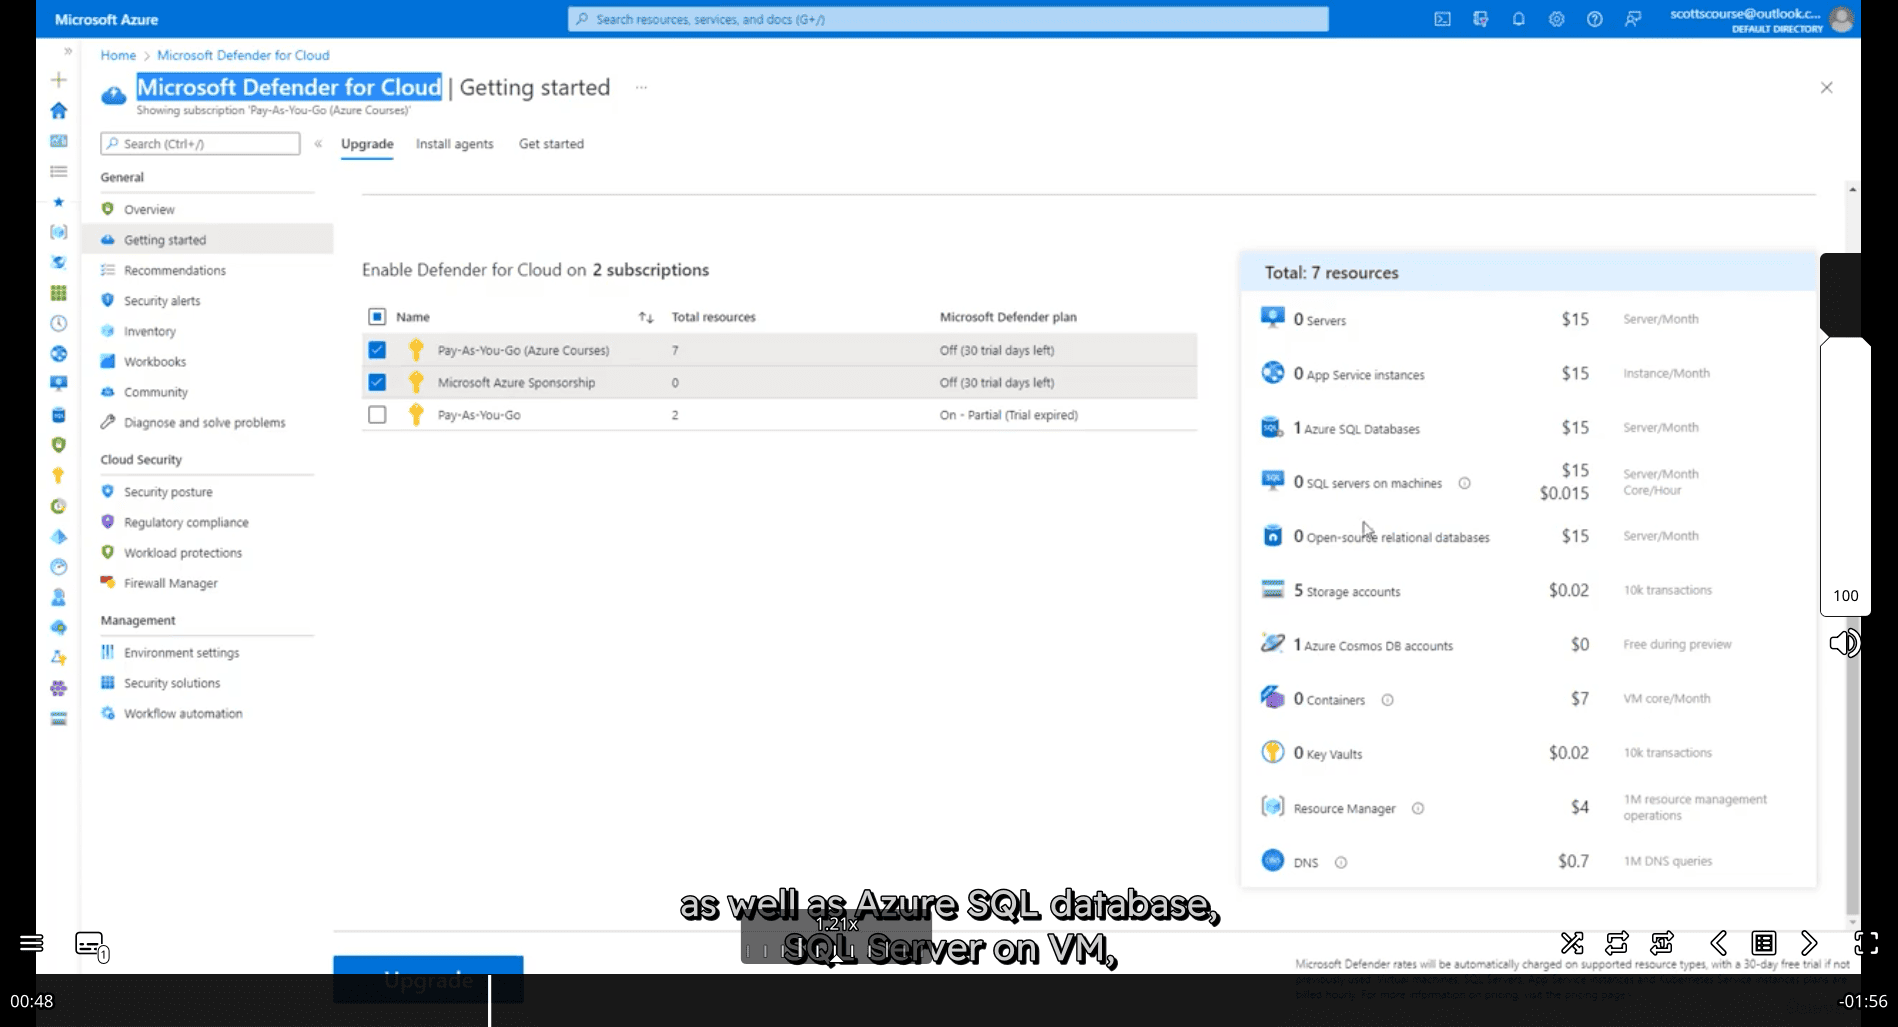 Microsoft Azure
Search resources, services, and docs (G+/)
scottscourse@outlook.c...
DEFAULT DIRECTORY
Home > Microsoft Defender for Cloud
Microsoft Defender for Cloud | Getting started ...
Showing subscription 'Pay-As-You-Go (Azure Courses)'
Search (Ctrl+/)
Upgrade Install agents Get started
General
Overview
Getting started
Recommendations
Security alerts
Inventory
Workbooks
Community
Diagnose and solve problems
Cloud Security
Security posture
Regulatory compliance
Workload protections
Firewall Manager
Management
Environment settings
Security solutions
Workflow automation
Enable Defender for Cloud on 2 subscriptions
Name Total resources Microsoft Defender plan
Pay-As-You-Go (Azure Courses) 7 Off (30 trial days left)
Microsoft Azure Sponsorship 0 Off (30 trial days left)
Pay-As-You-Go 2 On - Partial (Trial expired)
Total: 7 resources
0 Servers $15 Server/Month
0 App Service instances $15 Instance/Month
1 Azure SQL Databases $15 Server/Month
0 SQL servers on machines $15 Server/Month
$0.015 Core/Hour
0 Open-source relational databases $15 Server/Month
5 Storage accounts $0.02 10k transactions
1 Azure Cosmos DB accounts $0 Free during preview
0 Containers $7 VM core/Month
0 Key Vaults $0.02 10k transactions
Resource Manager $4 1M resource management
operations
DNS $0.7 1M DNS queries
100
as well as Azure SQL database,
1.21x
SQL Server on VM,
1
Microsoft Defender rates will be automatically charged on supported resource types, with a 30-day free trial if not
Upgrade
00:48
-01:56